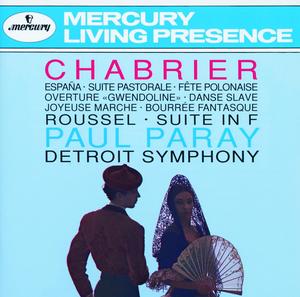 mercury
MERCURY
LIVING PRESENCE
CHABRIER
ESPAÑA · SUITE PASTORALE · FÊTE POLONAISE
OVERTURE «GWENDOLINE» · DANSE SLAVE
JOYEUSE MARCHE · BOURRÉE FANTASQUE
ROUSSEL · SUITE IN F
PAUL PARAY
DETROIT SYMPHONY